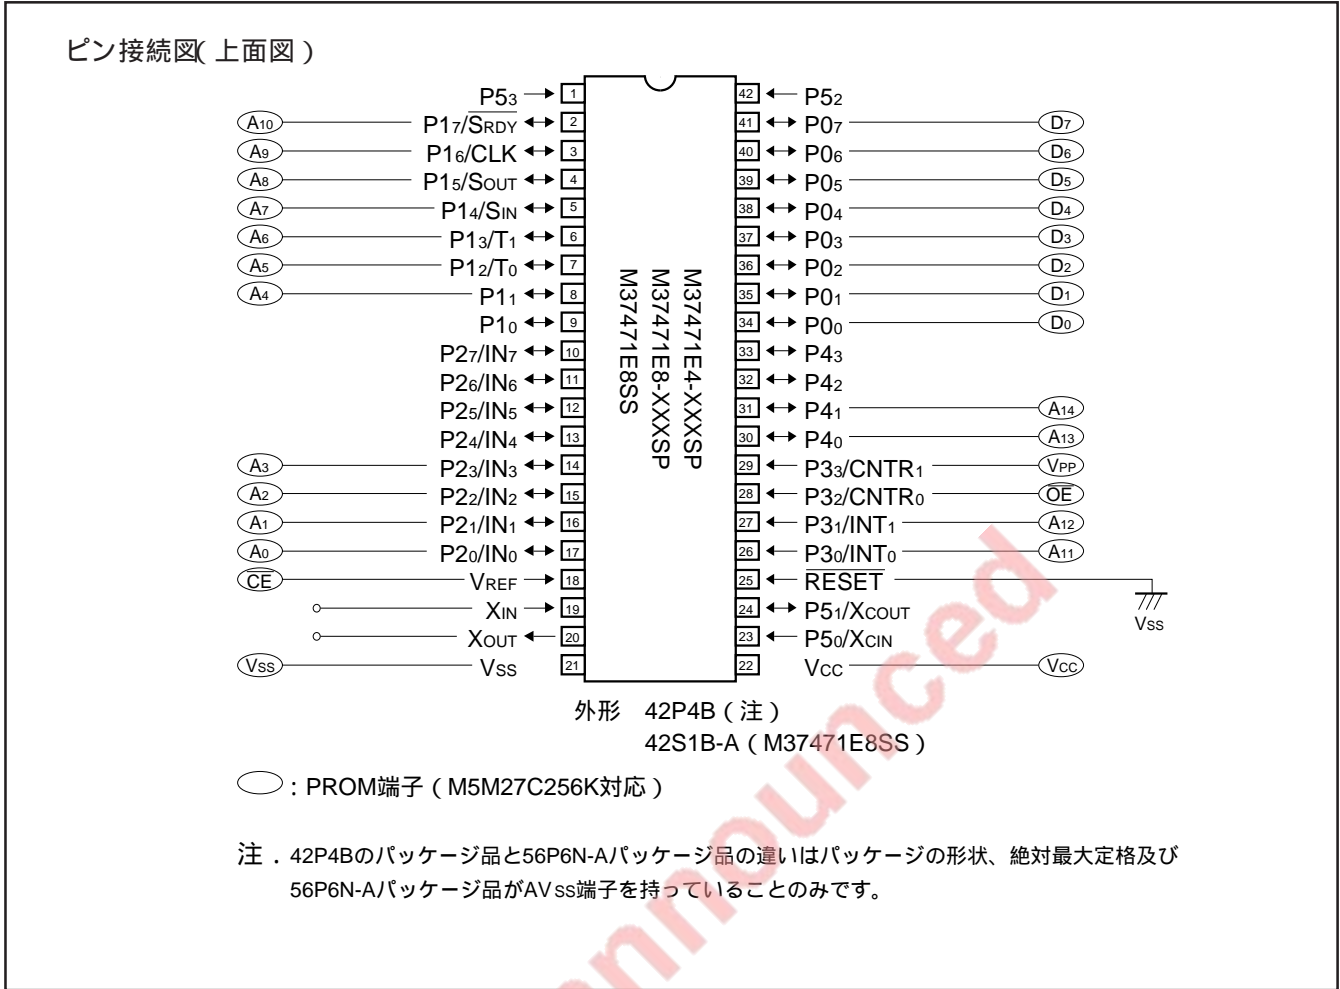 ピン接続図(上面図)
P53 1 42 P52
A10 P17/SRDY 2 41 P07 D7
A9 P16/CLK 3 40 P06 D6
A8 P15/SOUT 4 39 P05 D5
A7 P14/SIN 5 38 P04 D4
A6 P13/T1 6 37 P03 D3
A5 P12/T0 7 36 P02 D2
A4 P11 8 35 P01 D1
P10 9 34 P00 D0
P27/IN7 10 33 P43
P26/IN6 11 32 P42
P25/IN5 12 31 P41 A14
P24/IN4 13 30 P40 A13
A3 P23/IN3 14 29 P33/CNTR1 VPP
A2 P22/IN2 15 28 P32/CNTR0 OE
A1 P21/IN1 16 27 P31/INT1 A12
A0 P20/IN0 17 26 P30/INT0 A11
CE VREF 18 25 RESET
XIN 19 24 P51/XCOUT Vss
XOUT 20 23 P50/XCIN
Vss Vss 21 22 Vcc Vcc
M37471E4-XXXSP
M37471E8-XXXSP
M37471E8SS
外形 42P4B(注)
42S1B-A(M37471E8SS)
:PROM端子(M5M27C256K対応)
注.42P4Bのパッケージ品と56P6N-Aパッケージ品の違いはパッケージの形状、絶対最大定格及び
56P6N-Aパッケージ品がAVss端子を持っていることのみです。
nnounced